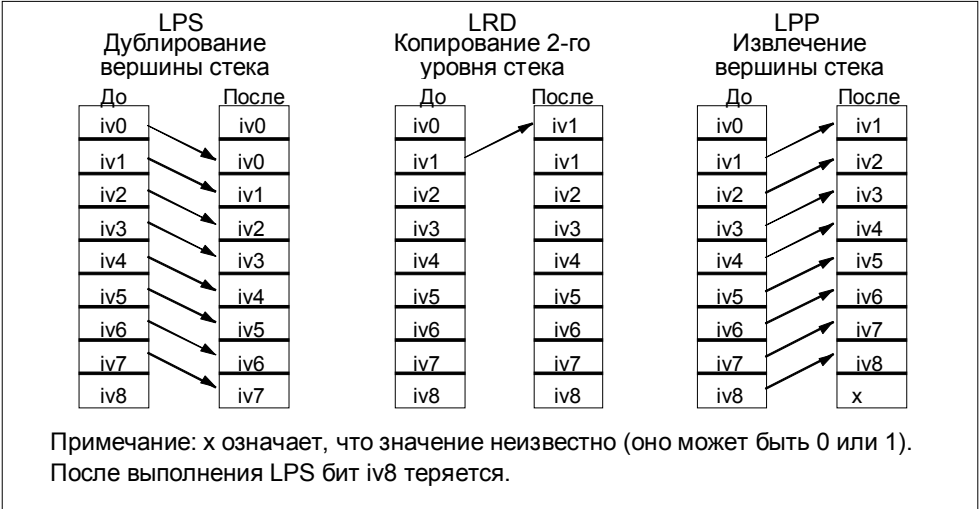 LPS LRD LPP
Дублирование Копирование 2-го Извлечение
вершины стека уровня стека вершины стека
До После До После До После
iv0 iv0 iv0 iv1 iv0 iv1
iv1 iv0 iv1 iv1 iv1 iv2
iv2 iv1 iv2 iv2 iv2 iv3
iv3 iv2 iv3 iv3 iv3 iv4
iv4 iv3 iv4 iv4 iv4 iv5
iv5 iv4 iv5 iv5 iv5 iv6
iv6 iv5 iv6 iv6 iv6 iv7
iv7 iv6 iv7 iv7 iv7 iv8
iv8 iv7 iv8 iv8 iv8 x
Примечание: x означает, что значение неизвестно (оно может быть 0 или 1).
После выполнения LPS бит iv8 теряется.